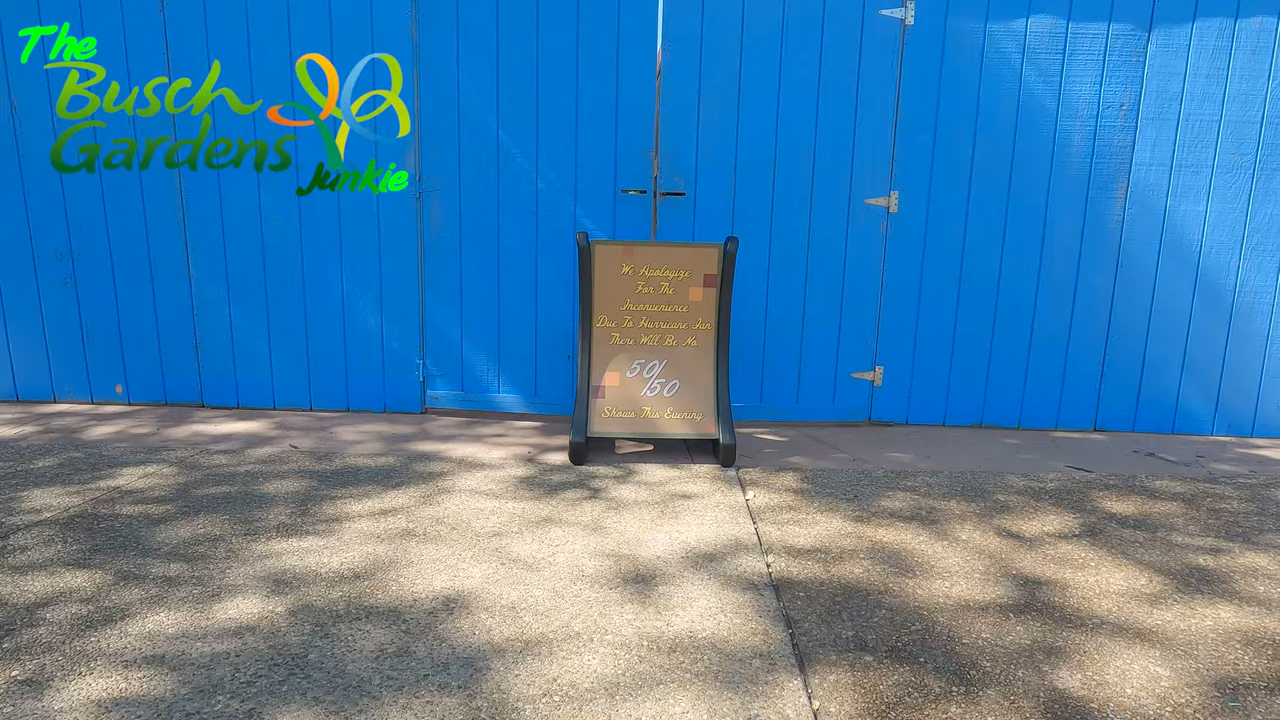 The
Busch
Gardens
Junkie
We Apologize
For The
Inconvenience
Due To Hurricane Ian
There Will Be No
50/50
Shows This Evening